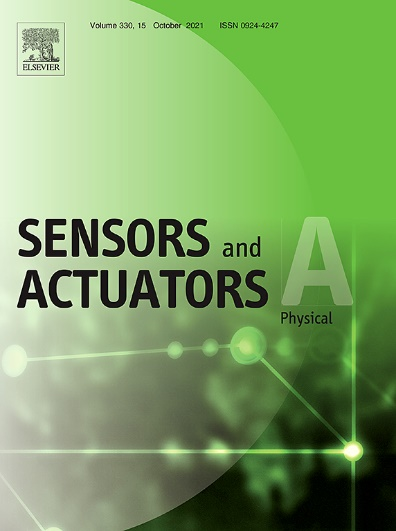 Volume 330, 15 October 2021 ISSN 0924-4247
ELSEVIER
SENSORS and
ACTUATORS
A
Physical